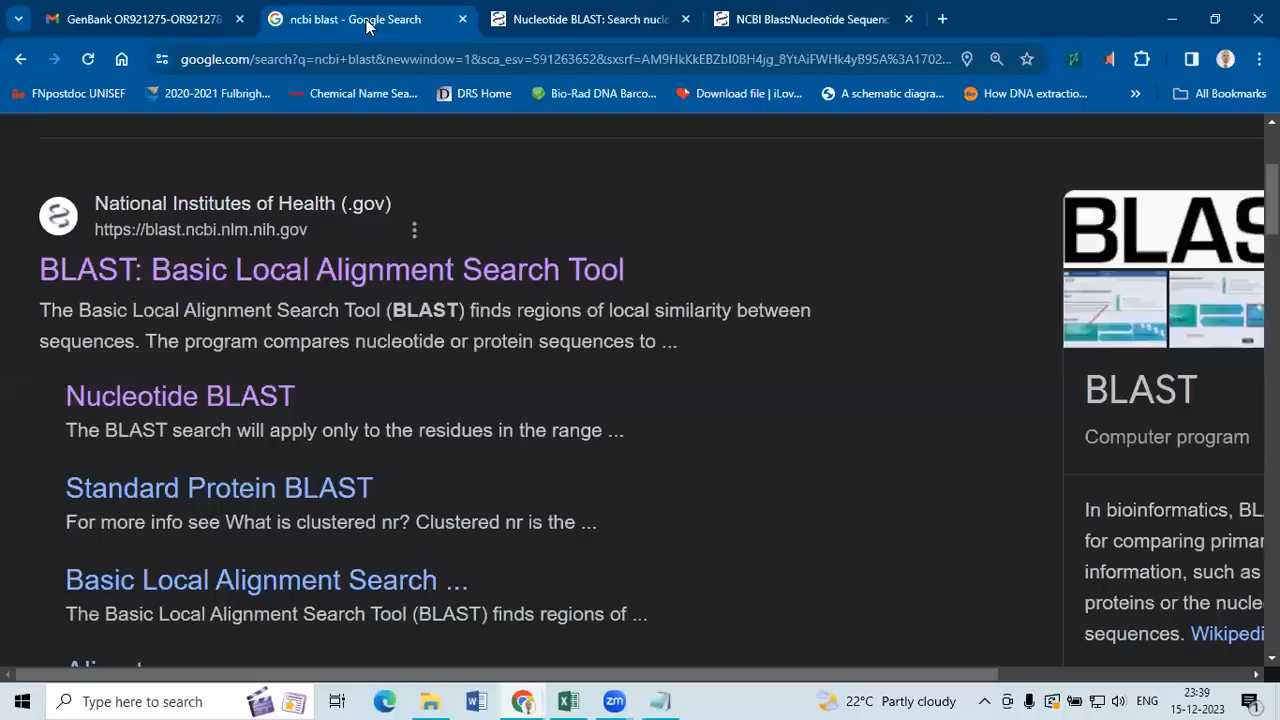 GenBank OR921275-OR921278
ncbi blast - Google Search
Nucleotide BLAST: Search nucle
NCBI Blast:Nucleotide Sequenc
google.com/search?q=ncbi+blast&newwindow=1&sca_esv=591263652&sxsrf=AM9HkKkEBZbI0BH4jg_8YtAiFWHk4yB95A%3A1702...
FNpostdoc UNISEF
2020-2021 Fulbrigh...
Chemical Name Sea...
DRS Home
Bio-Rad DNA Barco...
Download file | iLov...
A schematic diagra...
How DNA extractio...
All Bookmarks
National Institutes of Health (.gov)
https://blast.ncbi.nlm.nih.gov
BLAST: Basic Local Alignment Search Tool
The Basic Local Alignment Search Tool (BLAST) finds regions of local similarity between
sequences. The program compares nucleotide or protein sequences to ...
Nucleotide BLAST
The BLAST search will apply only to the residues in the range ...
Standard Protein BLAST
For more info see What is clustered nr? Clustered nr is the ...
Basic Local Alignment Search ...
The Basic Local Alignment Search Tool (BLAST) finds regions of ...
BLAS
BLAST
Computer program
In bioinformatics, BL
for comparing primar
information, such as
proteins or the nucle
sequences. Wikipedi
Type here to search
22°C Partly cloudy
ENG
23:39
15-12-2023